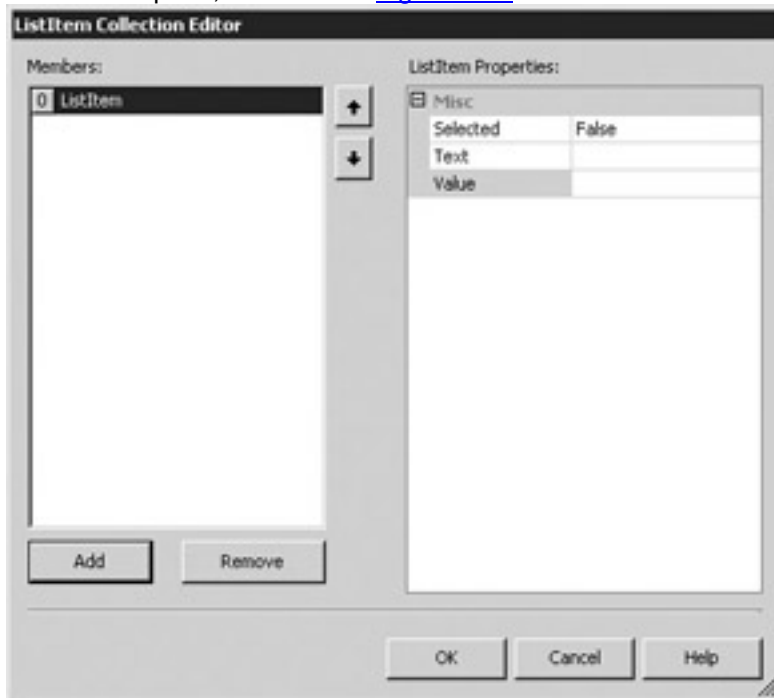 ListItem Collection Editor
Members:
ListItem Properties:
0 ListItem
Misc
Selected False
Text
Value
Add Remove
OK Cancel Help